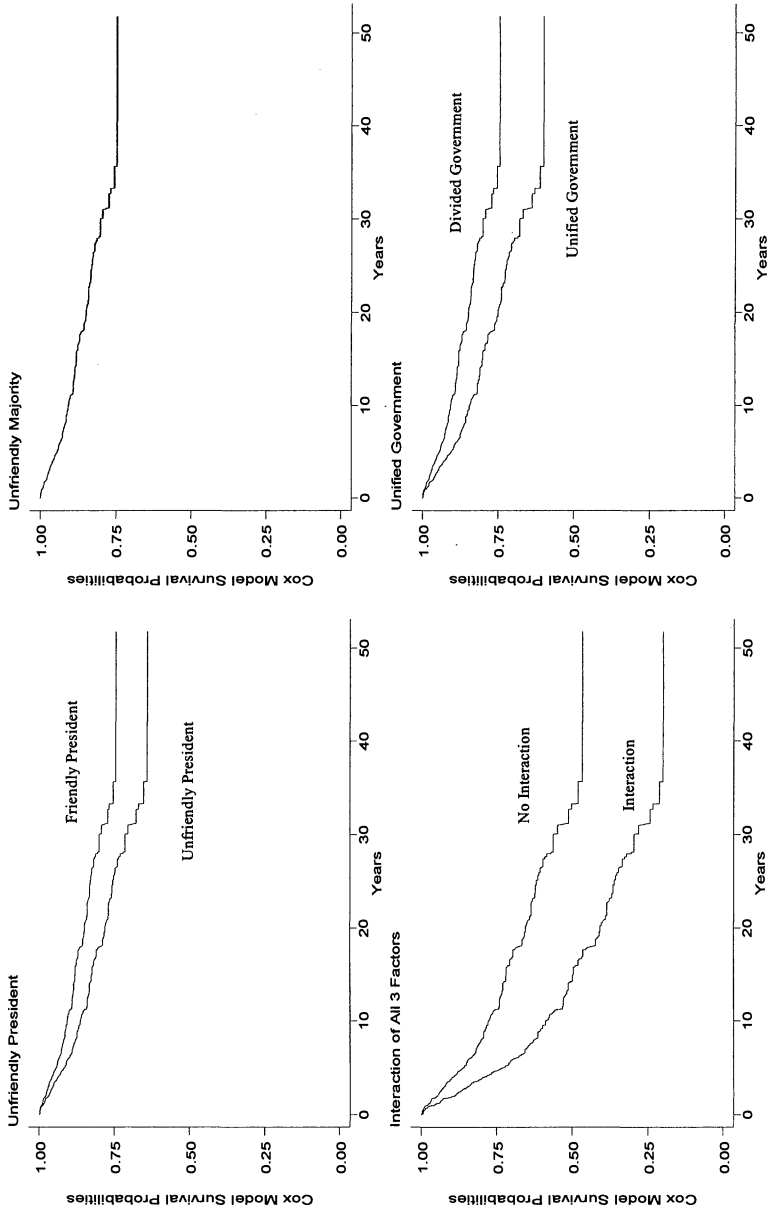 Unfriendly President
Cox Model Survival Probabilities
1.00
0.75
0.50
0.25
0.00
Friendly President
Unfriendly President
0
10
20
30
40
50
Years
Unfriendly Majority
Cox Model Survival Probabilities
1.00
0.75
0.50
0.25
0.00
0
10
20
30
40
50
Years
Interaction of All 3 Factors
Cox Model Survival Probabilities
1.00
0.75
0.50
0.25
0.00
No Interaction
Interaction
0
10
20
30
40
50
Years
Unified Government
Cox Model Survival Probabilities
1.00
0.75
0.50
0.25
0.00
Divided Government
Unified Government
0
10
20
30
40
50
Years